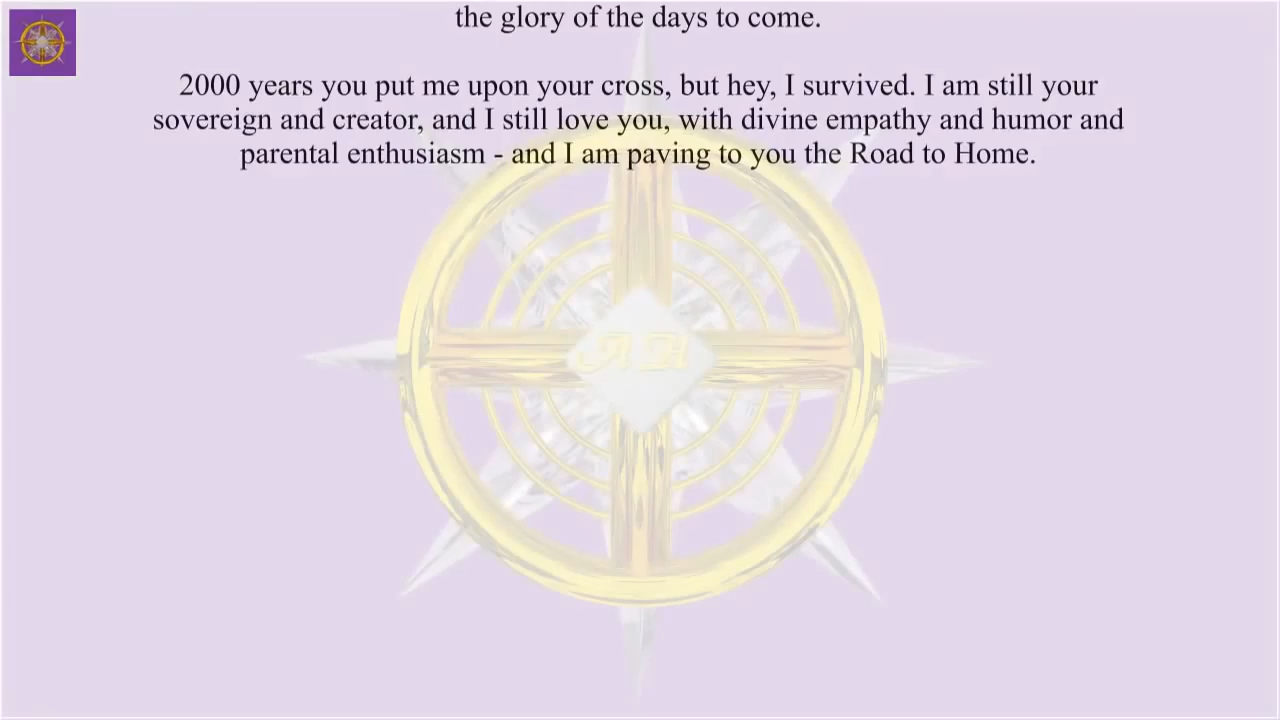 the glory of the days to come.
2000 years you put me upon your cross, but hey, I survived. I am still your
sovereign and creator, and I still love you, with divine empathy and humor and
parental enthusiasm - and I am paving to you the Road to Home.